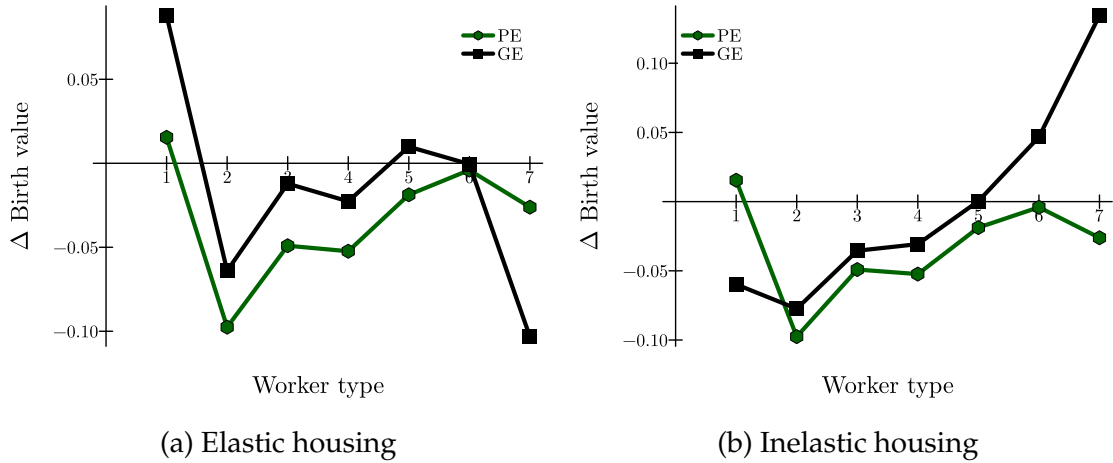 PE
GE
0.05
−0.05
−0.10
1 2 3 4 5 6 7
Δ Birth value
Worker type
(a) Elastic housing
PE
GE
0.10
0.05
−0.05
−0.10
1 2 3 4 5 6 7
Δ Birth value
Worker type
(b) Inelastic housing